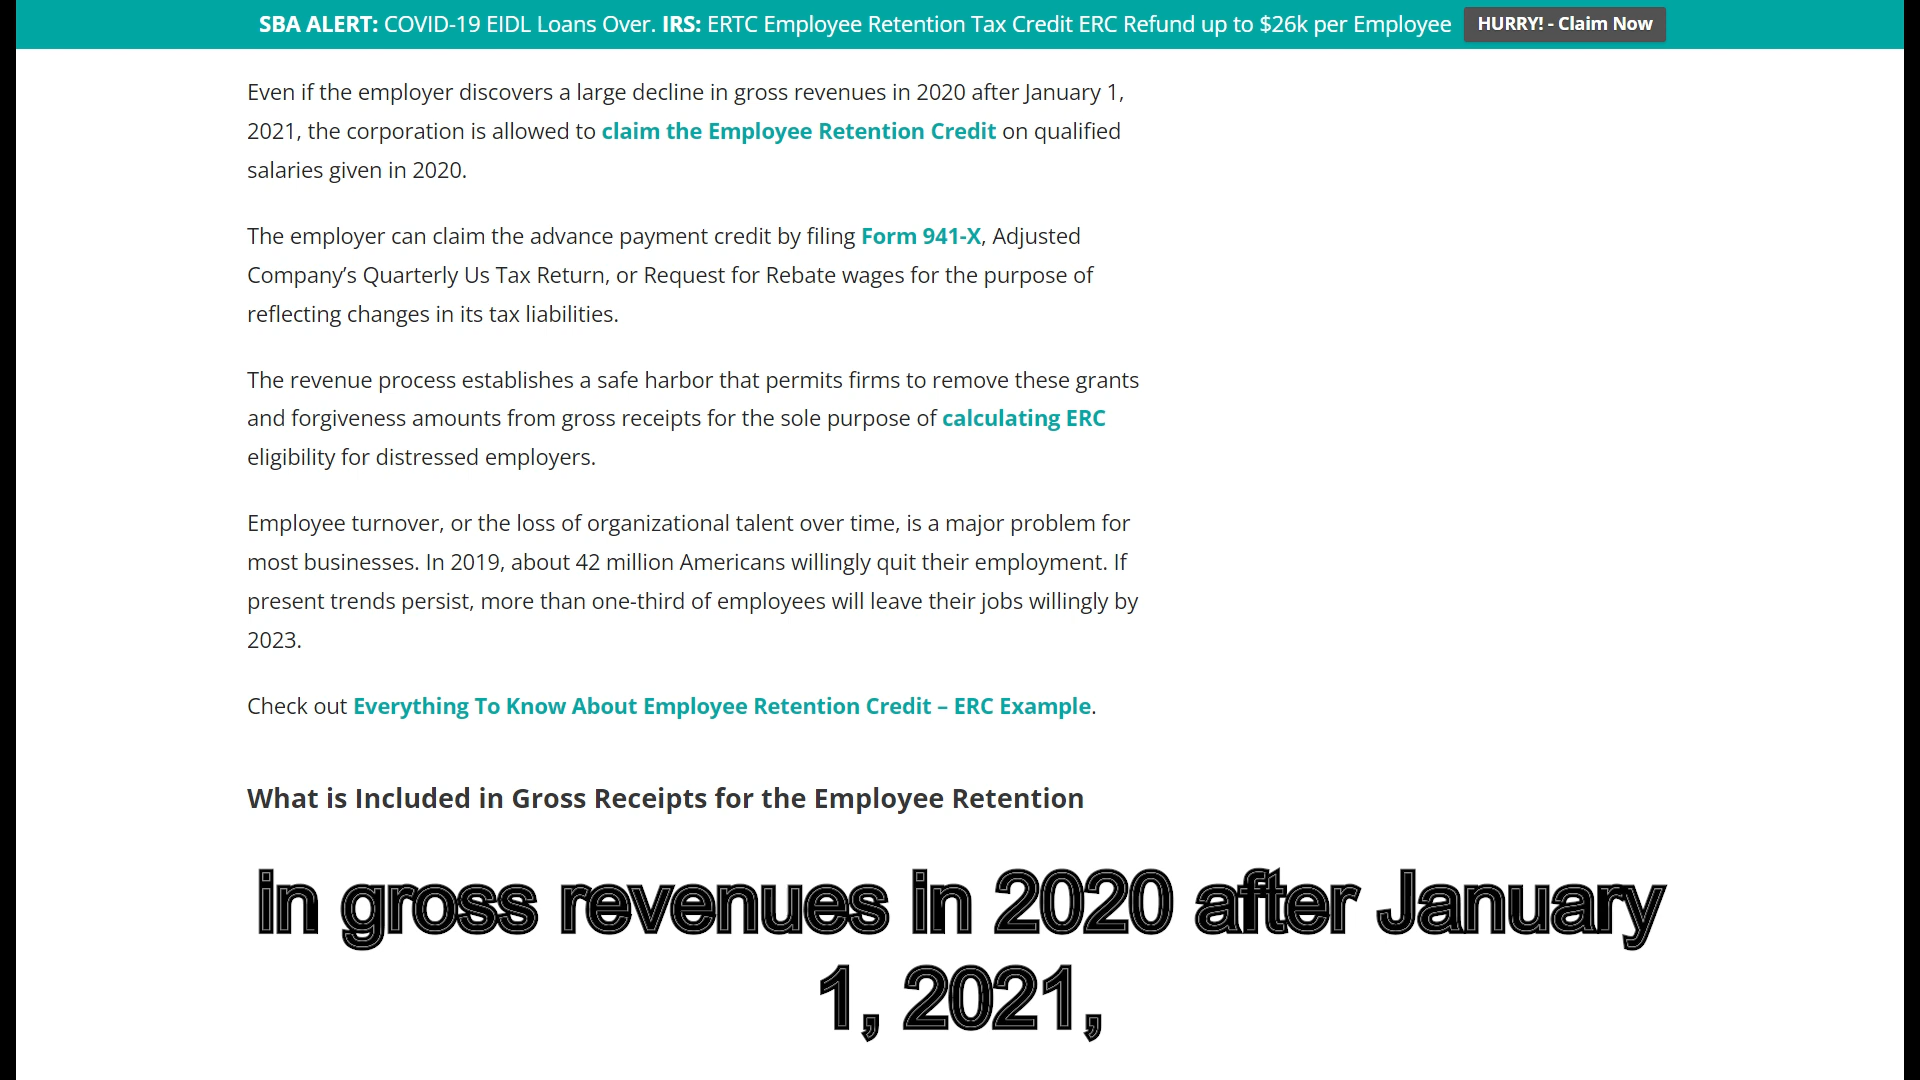 SBA ALERT: COVID-19 EIDL Loans Over. IRS: ERTC Employee Retention Tax Credit ERC Refund up to $26k per Employee HURRY! - Claim Now
Even if the employer discovers a large decline in gross revenues in 2020 after January 1,
2021, the corporation is allowed to claim the Employee Retention Credit on qualified
salaries given in 2020.
The employer can claim the advance payment credit by filing Form 941-X, Adjusted
Company’s Quarterly Us Tax Return, or Request for Rebate wages for the purpose of
reflecting changes in its tax liabilities.
The revenue process establishes a safe harbor that permits firms to remove these grants
and forgiveness amounts from gross receipts for the sole purpose of calculating ERC
eligibility for distressed employers.
Employee turnover, or the loss of organizational talent over time, is a major problem for
most businesses. In 2019, about 42 million Americans willingly quit their employment. If
present trends persist, more than one-third of employees will leave their jobs willingly by
2023.
Check out Everything To Know About Employee Retention Credit – ERC Example.
What is Included in Gross Receipts for the Employee Retention
in gross revenues in 2020 after January
1, 2021,